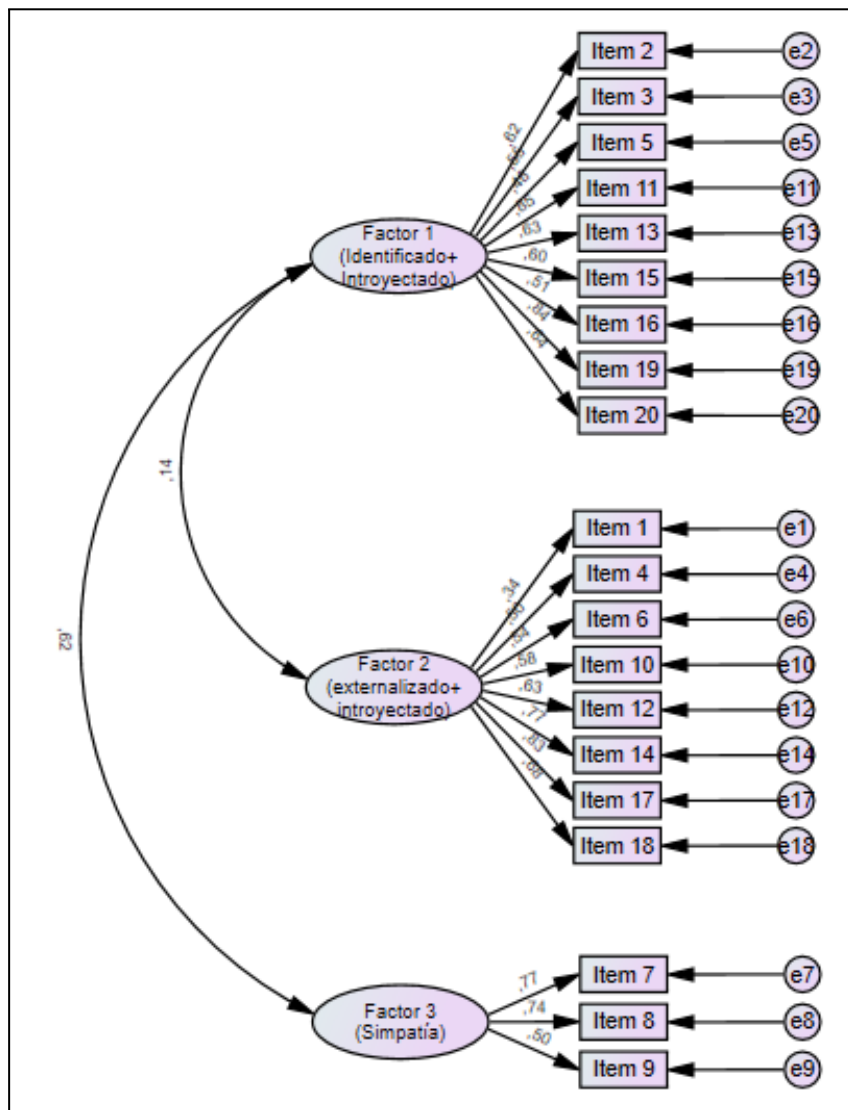 Item 2
e2
Item 3
e3
Item 5
e5
Item 11
e11
Item 13
e13
Item 15
e15
Item 16
e16
Item 19
e19
Item 20
e20
,62
,65
,63
,60
,51
,84
,64
Factor 1
(Identificado+
Introyectado)
,14
,62
Item 1
e1
Item 4
e4
Item 6
e6
Item 10
e10
Item 12
e12
Item 14
e14
Item 17
e17
Item 18
e18
,34
,54
,58
,63
,77
,83
,68
Factor 2
(externalizado+
introyectado)
Item 7
e7
Item 8
e8
Item 9
e9
,77
,74
,50
Factor 3
(Simpatía)